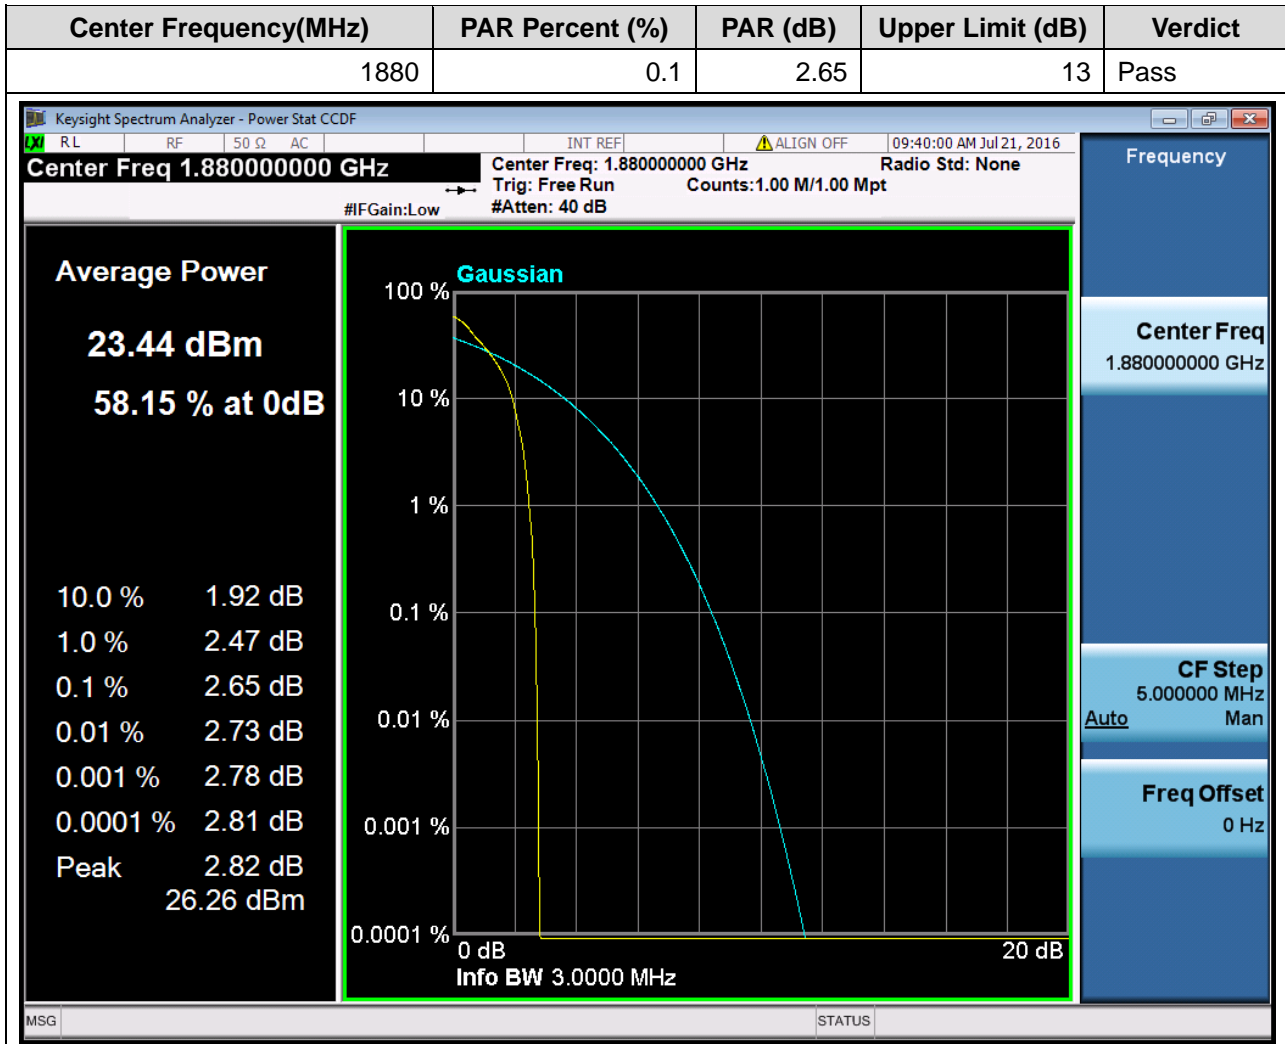 Center Frequency(MHz) PAR Percent (%) PAR (dB) Upper Limit (dB) Verdict
1880 0.1 2.65 13 Pass
Keysight Spectrum Analyzer - Power Stat CCDF
LXI RL RF 50 Ω AC INT REF ALIGN OFF 09:40:00 AM Jul 21, 2016
Center Freq 1.880000000 GHz
Center Freq: 1.880000000 GHz Radio Std: None
Trig: Free Run Counts:1.00 M/1.00 Mpt
#IFGain:Low #Atten: 40 dB
Average Power
23.44 dBm
58.15 % at 0dB
10.0 % 1.92 dB
1.0 % 2.47 dB
0.1 % 2.65 dB
0.01 % 2.73 dB
0.001 % 2.78 dB
0.0001 % 2.81 dB
Peak 2.82 dB
26.26 dBm
Gaussian
100 %
10 %
1 %
0.1 %
0.01 %
0.001 %
0.0001 %
0 dB 20 dB
Info BW 3.0000 MHz
Frequency
Center Freq
1.880000000 GHz
CF Step
5.000000 MHz
Auto Man
Freq Offset
0 Hz
MSG STATUS